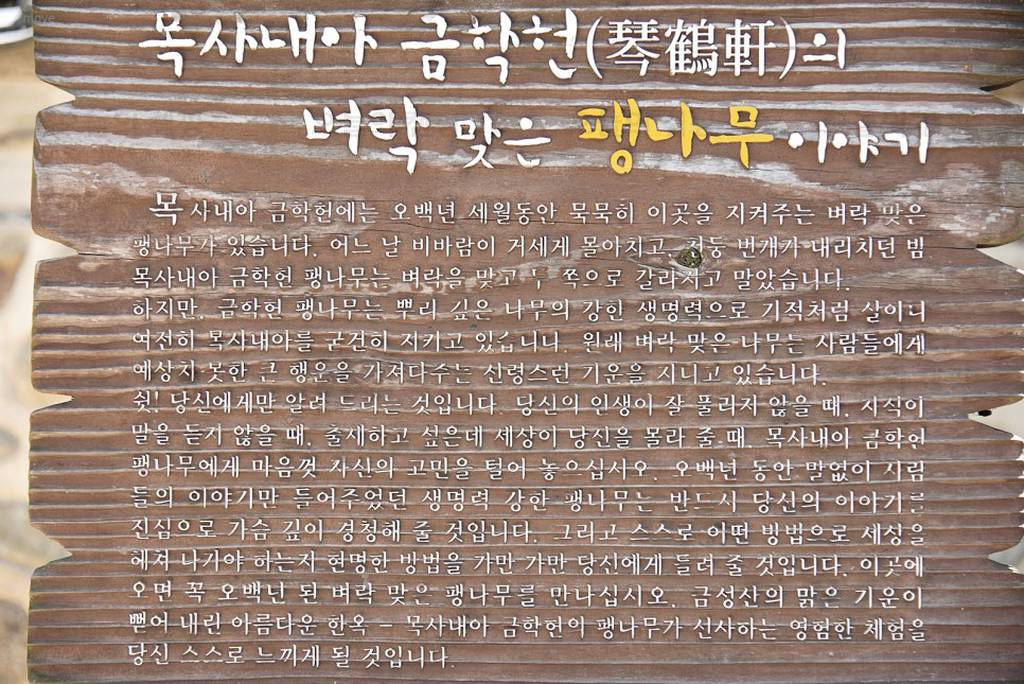 목사내아 금학헌(琴鶴軒)의
벼락 맞은 팽나무 이야기
목사내아 금학헌에는 오백년 세월동안 묵묵히 이곳을 지켜주는 벼락 맞은
팽나무가 있습니다. 어느 날 비바람이 거세게 몰아치고, 천둥 번개가 내리치던 밤
목사내아 금학헌 팽나무는 벼락을 맞고 두 쪽으로 갈라지고 말았습니다.
하지만, 금학헌 팽나무는 뿌리 깊은 나무의 강한 생명력으로 기적처럼 살아나
여전히 목사내아를 굳건히 지키고 있습니다. 원래 벼락 맞은 나무는 사람들에게
예상치 못한 큰 행운을 가져다주는 신령스런 기운을 지니고 있습니다.
쉿! 당신에게만 알려 드리는 것입니다. 당신의 인생이 잘 풀리지 않을 때, 자식이
말을 듣지 않을 때, 출세하고 싶은데 세상이 당신을 몰라 줄 때, 목사내아 금학헌
팽나무에게 마음껏 자신의 고민을 털어 놓으십시오. 오백년 동안 말없이 사람
들의 이야기만 들어주었던 생명력 강한 팽나무는 반드시 당신의 이야기를
진심으로 가슴 깊이 경청해 줄 것입니다. 그리고 스스로 어떤 방법으로 세상을
헤쳐 나가야 하는지 현명한 방법을 가만 가만 당신에게 들려 줄 것입니다. 이곳에
오면 꼭 오백년 된 벼락 맞은 팽나무를 만나십시오. 금성산의 맑은 기운이
뻗어 내린 아름다운 한옥 - 목사내아 금학헌의 팽나무가 선사하는 영험한 체험을
당신 스스로 느끼게 될 것입니다.